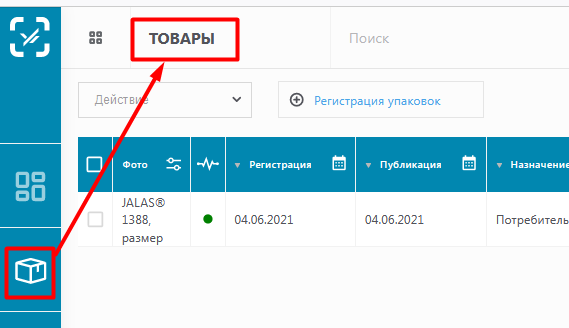 ТОВАРЫ
Поиск
Действие
Регистрация упаковок
Фото
Регистрация
Публикация
Назначение
JALAS®
1388,
размер
04.06.2021
04.06.2021
Потребитель